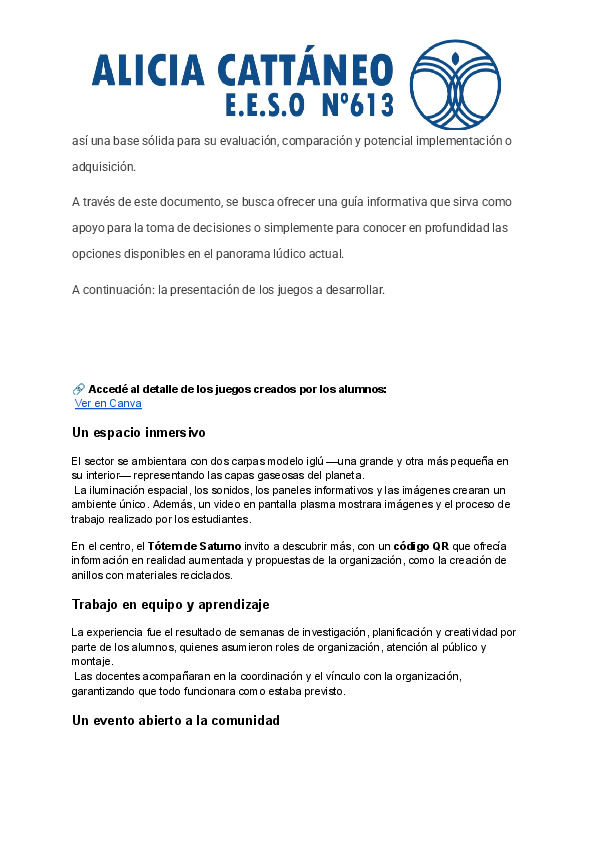 ALICIA CATTÁNEO
E.E.S.O Nº613
así una base sólida para su evaluación, comparación y potencial implementación o
adquisición.
A través de este documento, se busca ofrecer una guía informativa que sirva como
apoyo para la toma de decisiones o simplemente para conocer en profundidad las
opciones disponibles en el panorama lúdico actual.
A continuación: la presentación de los juegos a desarrollar.
🔗 Accedé al detalle de los juegos creados por los alumnos:
Ver en Canva
Un espacio inmersivo
El sector se ambientara con dos carpas modelo iglú —una grande y otra más pequeña en
su interior— representando las capas gaseosas del planeta.
La iluminación espacial, los sonidos, los paneles informativos y las imágenes crearan un
ambiente único. Además, un video en pantalla plasma mostrara imágenes y el proceso de
trabajo realizado por los estudiantes.
En el centro, el Tótem de Saturno invito a descubrir más, con un código QR que ofrecía
información en realidad aumentada y propuestas de la organización, como la creación de
anillos con materiales reciclados.
Trabajo en equipo y aprendizaje
La experiencia fue el resultado de semanas de investigación, planificación y creatividad por
parte de los alumnos, quienes asumieron roles de organización, atención al público y
montaje.
Las docentes acompañaran en la coordinación y el vínculo con la organización,
garantizando que todo funcionara como estaba previsto.
Un evento abierto a la comunidad